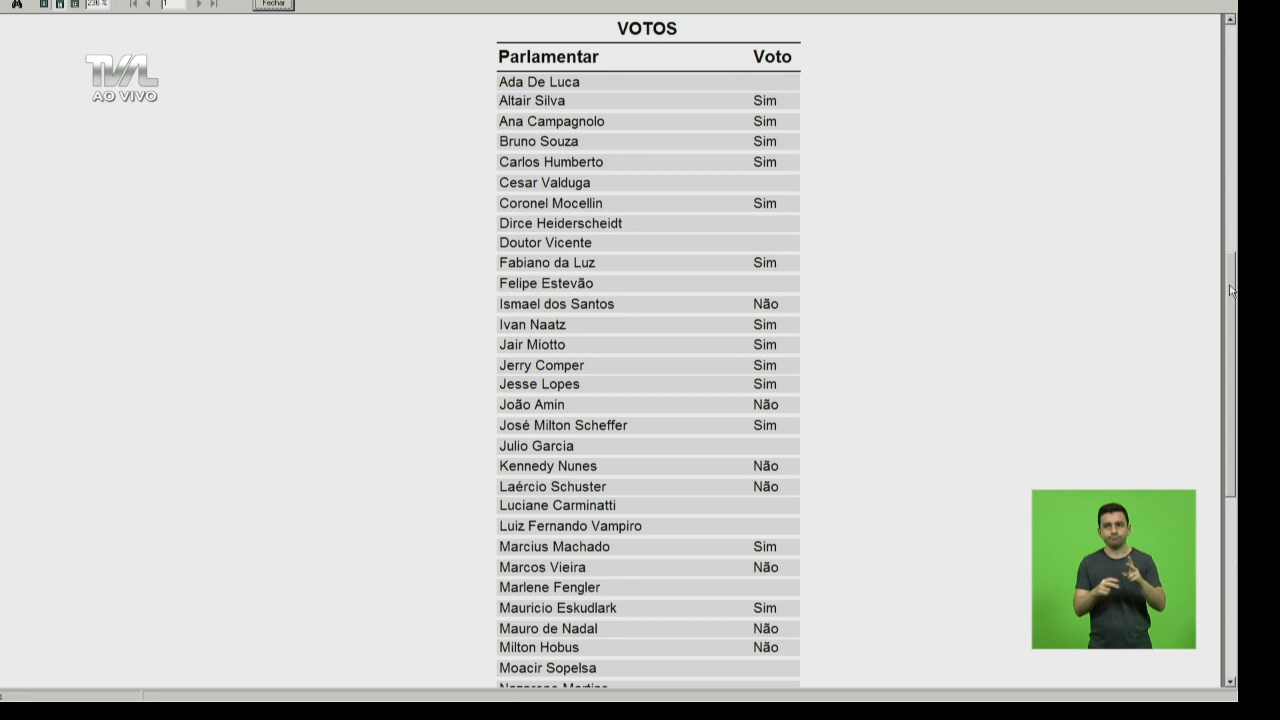 236 %
1
Fechar
TVAL
AO VIVO
VOTOS
Parlamentar Voto
Ada De Luca
Altair Silva Sim
Ana Campagnolo Sim
Bruno Souza Sim
Carlos Humberto Sim
Cesar Valduga
Coronel Mocellin Sim
Dirce Heiderscheidt
Doutor Vicente
Fabiano da Luz Sim
Felipe Estevão
Ismael dos Santos Não
Ivan Naatz Sim
Jair Miotto Sim
Jerry Comper Sim
Jesse Lopes Sim
João Amin Não
José Milton Scheffer Sim
Julio Garcia
Kennedy Nunes Não
Laércio Schuster Não
Luciane Carminatti
Luiz Fernando Vampiro
Marcius Machado Sim
Marcos Vieira Não
Marlene Fengler
Mauricio Eskudlark Sim
Mauro de Nadal Não
Milton Hobus Não
Moacir Sopelsa